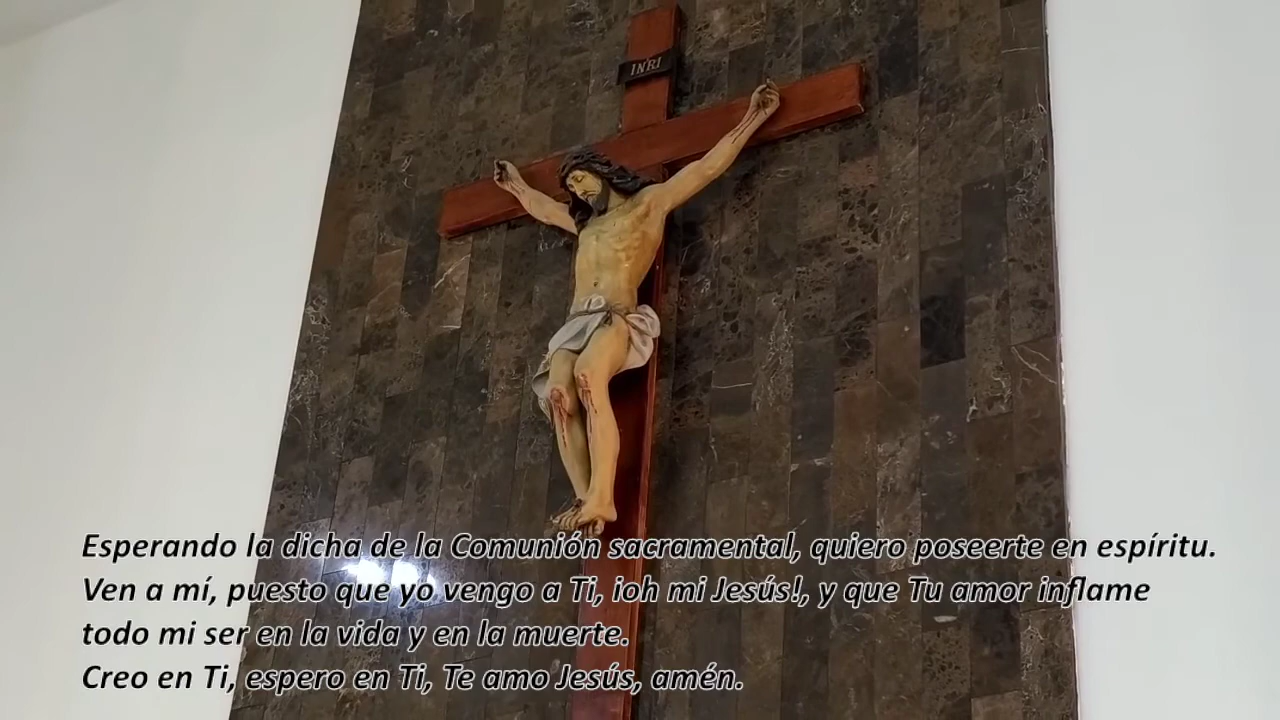 INRI
Esperando la dicha de la Comunión sacramental, quiero poseerte en espíritu.
Ven a mí, puesto que yo vengo a Ti, ¡oh mi Jesús!, y que Tu amor inflame
todo mi ser en la vida y en la muerte.
Creo en Ti, espero en Ti, Te amo Jesús, amén.